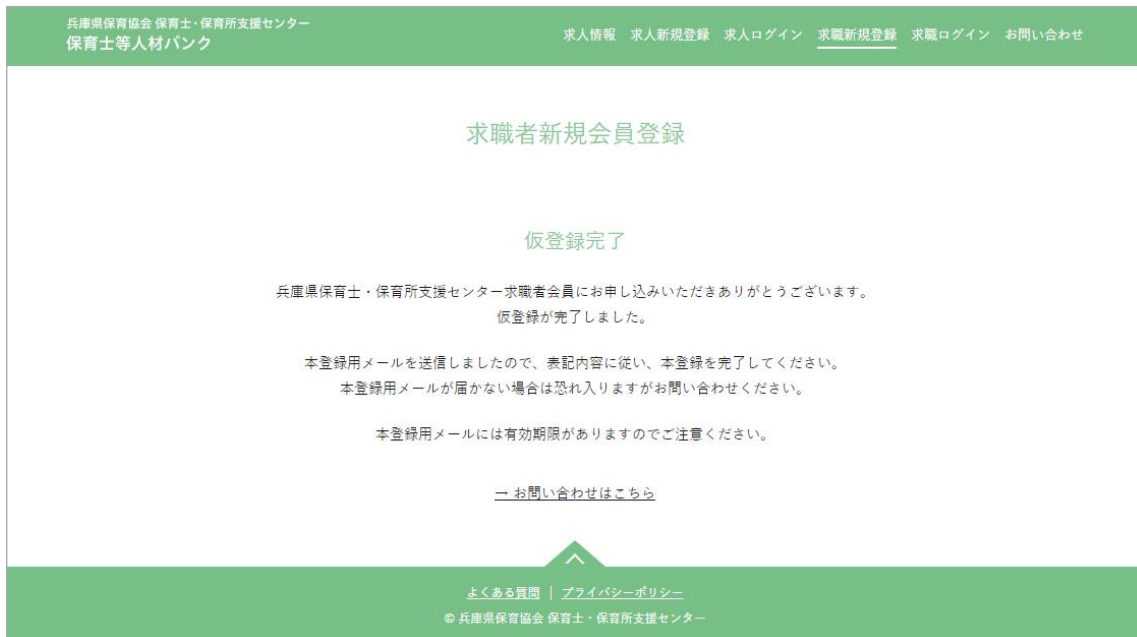 兵庫県保育協会 保育士・保育所支援センター
保育士等人材バンク
求人情報 求人新規登録 求人ログイン 求職新規登録 求職ログイン お問い合わせ
求職者新規会員登録
仮登録完了
兵庫県保育士・保育所支援センター求職者会員にお申し込みいただきありがとうございます。
仮登録が完了しました。
本登録用メールを送信しましたので、表記内容に従い、本登録を完了してください。
本登録用メールが届かない場合は恐れ入りますがお問い合わせください。
本登録用メールには有効期限がありますのでご注意ください。
→ お問い合わせはこちら
よくある質問 | プライバシーポリシー
© 兵庫県保育協会 保育士・保育所支援センター